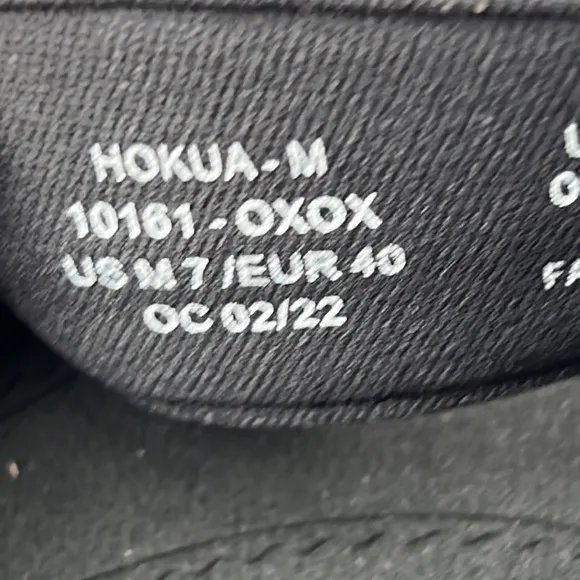 HOKUA-M
10161-OXOX
US M 7 /EUR 40
OC 02/22